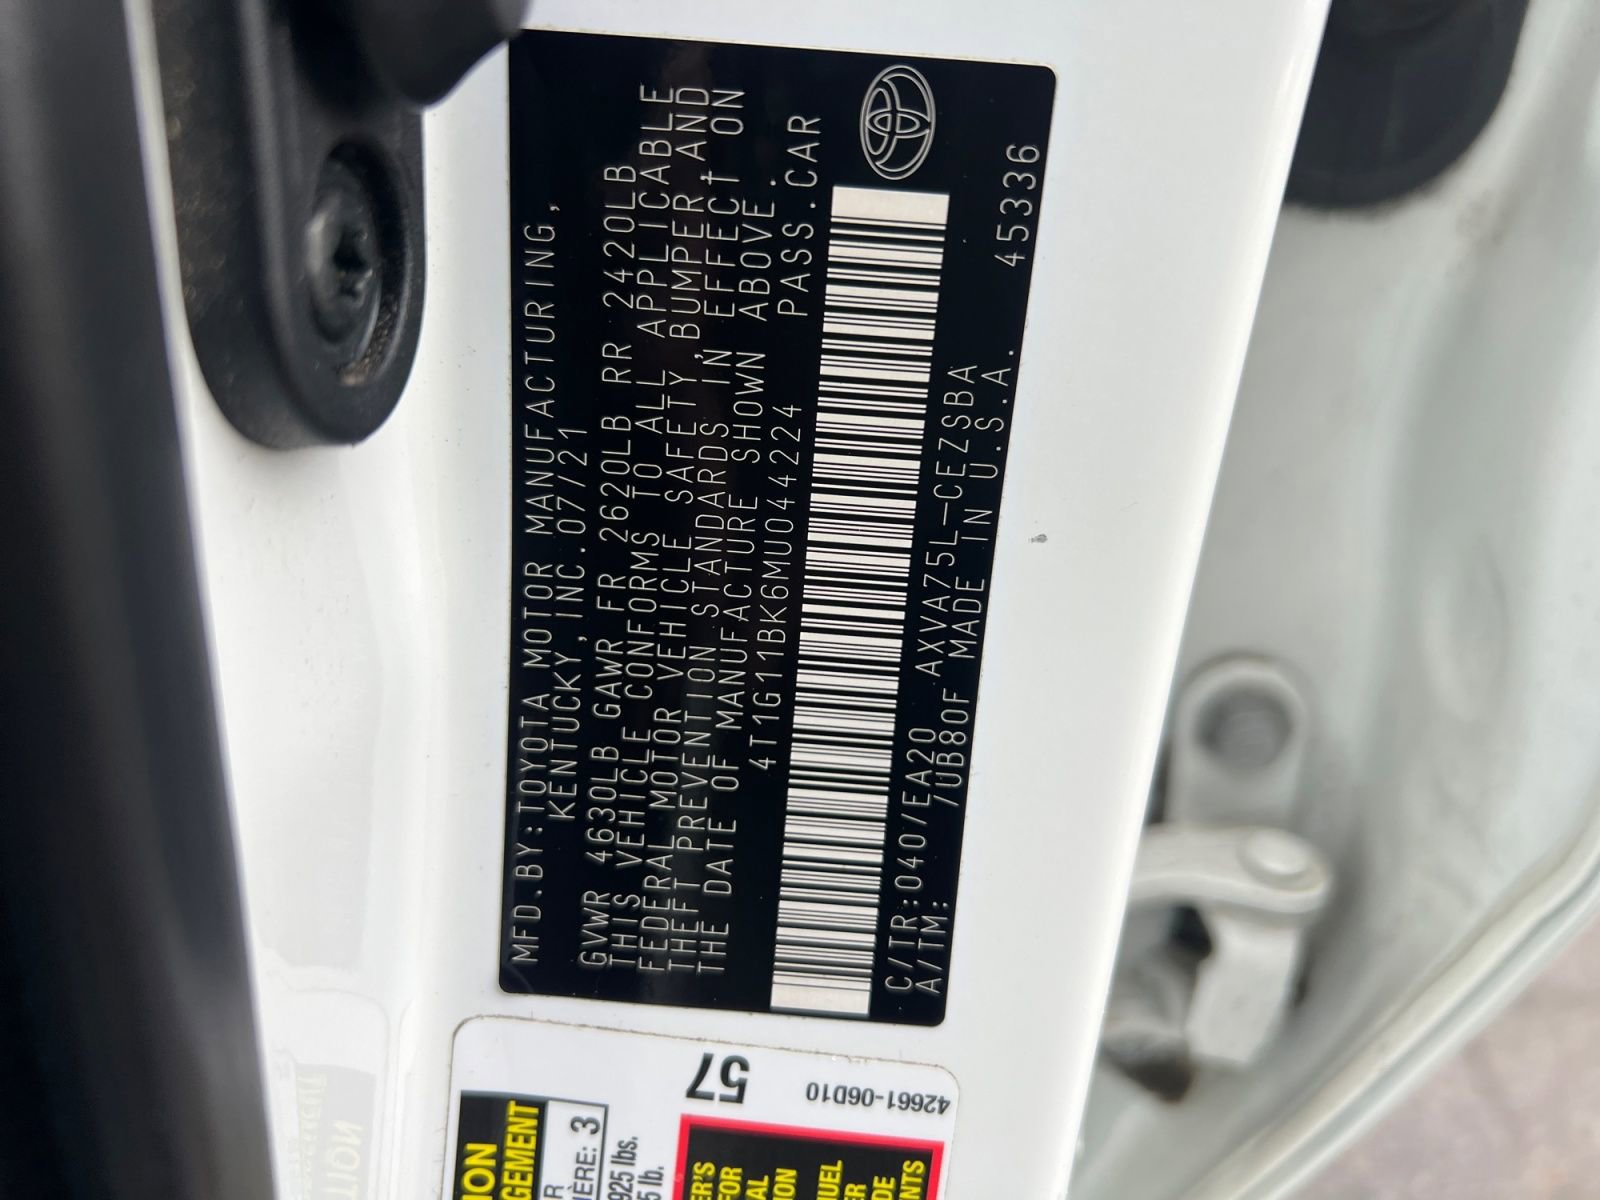 MFD.BY:TOYOTA MOTOR MANUFACTURING,
KENTUCKY,INC.07/21
GVWR 4630LB GAWR FR 2620LB RR 2420LB
THIS VEHICLE CONFORMS TO ALL APPLICABLE
FEDERAL MOTOR VEHICLE SAFETY,BUMPER,AND
THEFT PREVENTION STANDARDS IN EFFECT ON
THE DATE OF MANUFACTURE SHOWN ABOVE.
4T1G11BK6MU044224 PASS.CAR
C/TR:040/EA20 AXVA75L-CEZSBA
A/TM: /UB80F MADE IN U.S.A.
45336
57
42661-06D10